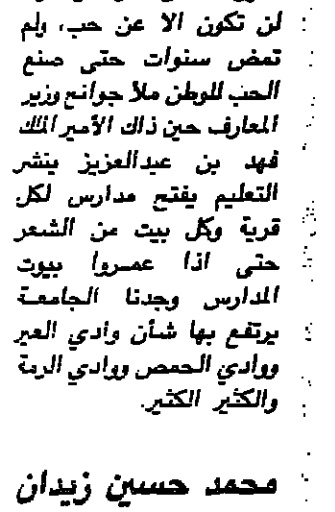 لن تكون الا عن حب، ولم
تمض سنوات حتى صنع
الحب للوطن ملأ جوانح وزير
المعارف حين ذاك الأمير الملك
فهد بن عبدالعزيز ينشر
التعليم يفتح مدارس لكل
قرية وكل بيت من الشعر
حتى اذا عمروا بيوت
المدارس وجدنا الجامعة
يرتفع بها شأن وادي العبر
ووادي الحمص ووادي الرمة
والكثير الكثير.
محمد حسين زيدان